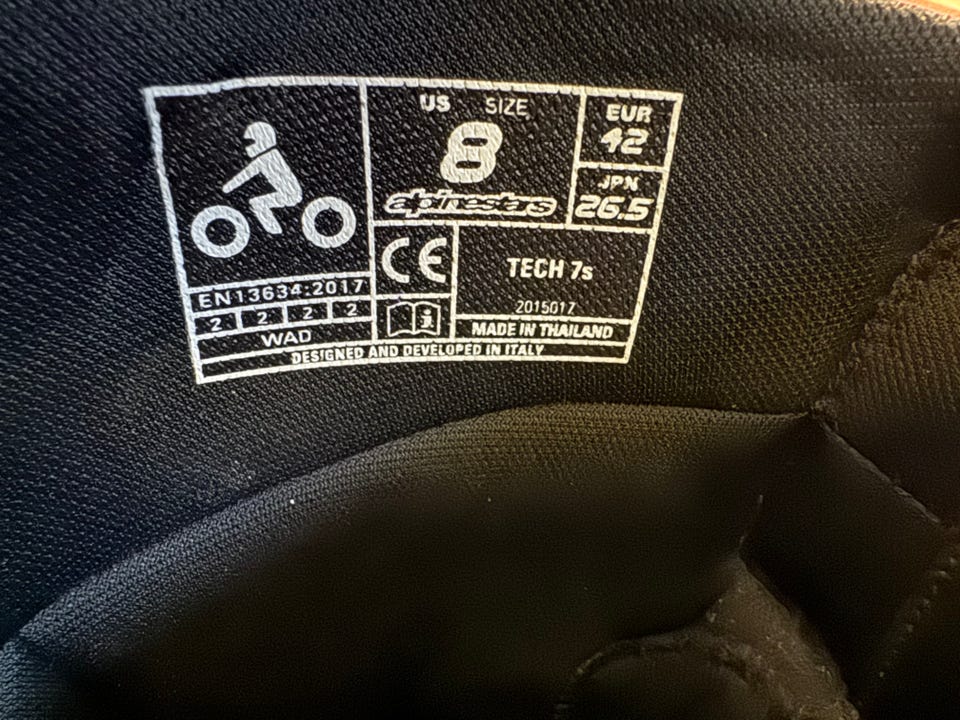 US SIZE
8
alpinestars
EUR
42
JPN
26.5
CE
TECH 7s
2015017
EN13634:2017
2 2 2 2
WAD
i
MADE IN THAILAND
DESIGNED AND DEVELOPED IN ITALY